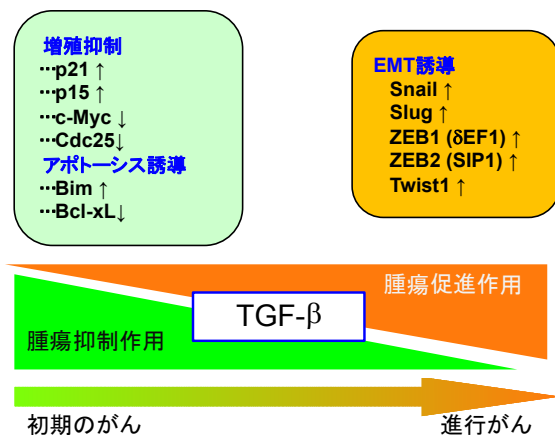 増殖抑制
…p21 ↑
…p15 ↑
…c-Myc ↓
…Cdc25↓
アポトーシス誘導
…Bim ↑
…Bcl-xL↓
EMT誘導
Snail ↑
Slug ↑
ZEB1 (δEF1) ↑
ZEB2 (SIP1) ↑
Twist1 ↑
腫瘍促進作用
TGF-β
腫瘍抑制作用
初期のがん
進行がん